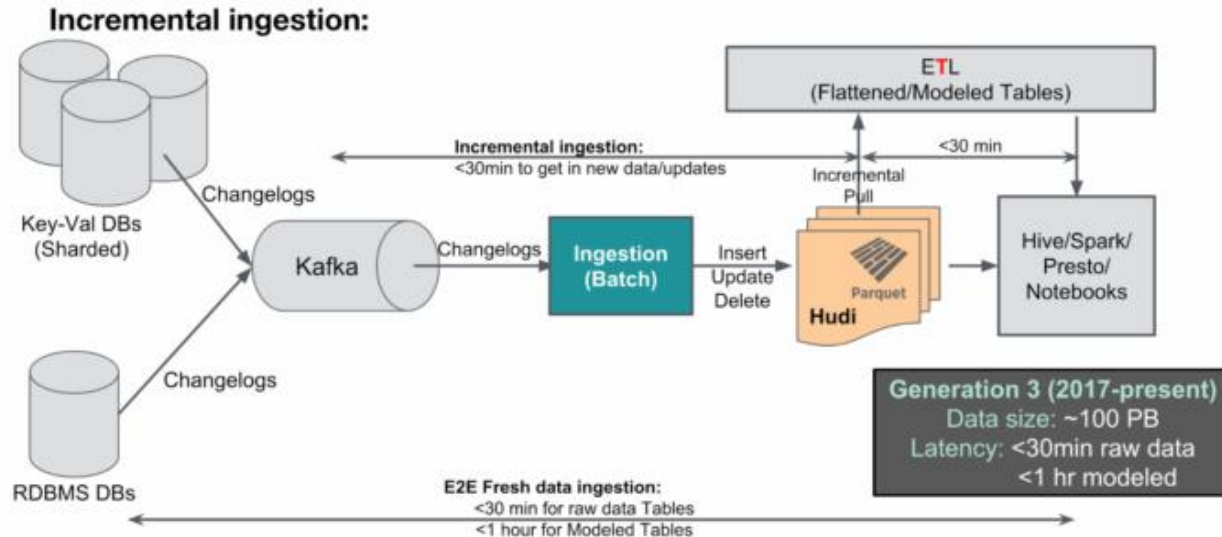 Incremental ingestion:
ETL
(Flattened/Modeled Tables)
Incremental ingestion:
<30min to get in new data/updates
<30 min
Incremental
Pull
Changelogs
Key-Val DBs
(Sharded)
Kafka
Changelogs
Ingestion
(Batch)
Insert
Update
Delete
Parquet
Hudi
Hive/Spark/
Presto/
Notebooks
Changelogs
RDBMS DBs
Generation 3 (2017-present)
Data size: ~100 PB
Latency: <30min raw data
<1 hr modeled
E2E Fresh data ingestion:
<30 min for raw data Tables
<1 hour for Modeled Tables